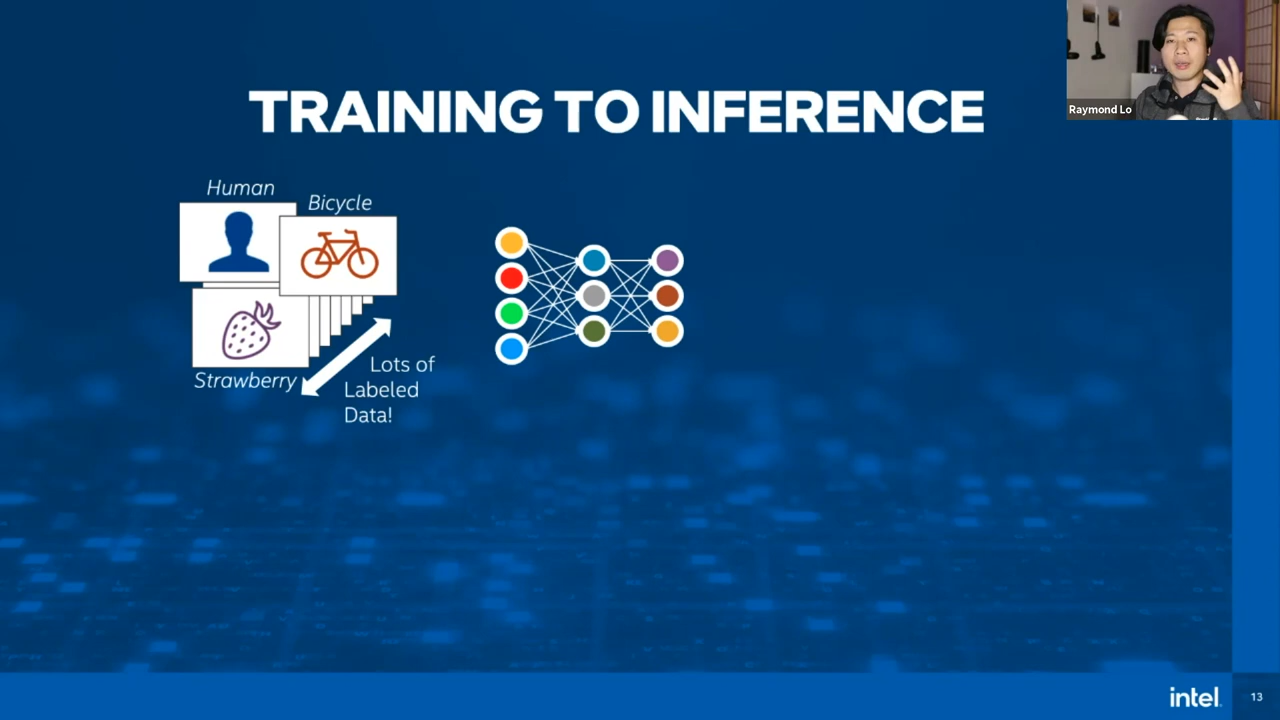 Raymond Lo
TRAINING TO INFERENCE
Human
Bicycle
Strawberry
Lots of
Labeled
Data!
intel.
13